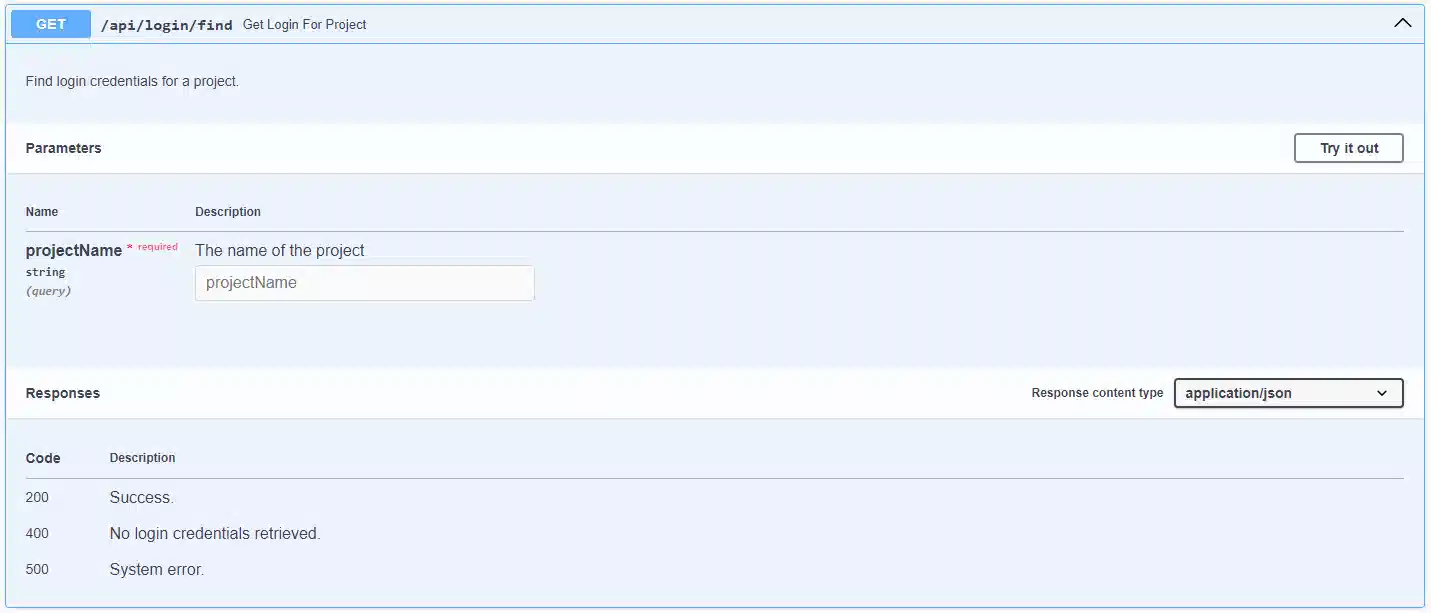 GET /api/login/find Get Login For Project
Find login credentials for a project.
Parameters Try it out
Name Description
projectName * required The name of the project
string projectName
(query)
Responses Response content type application/json
Code Description
200 Success.
400 No login credentials retrieved.
500 System error.